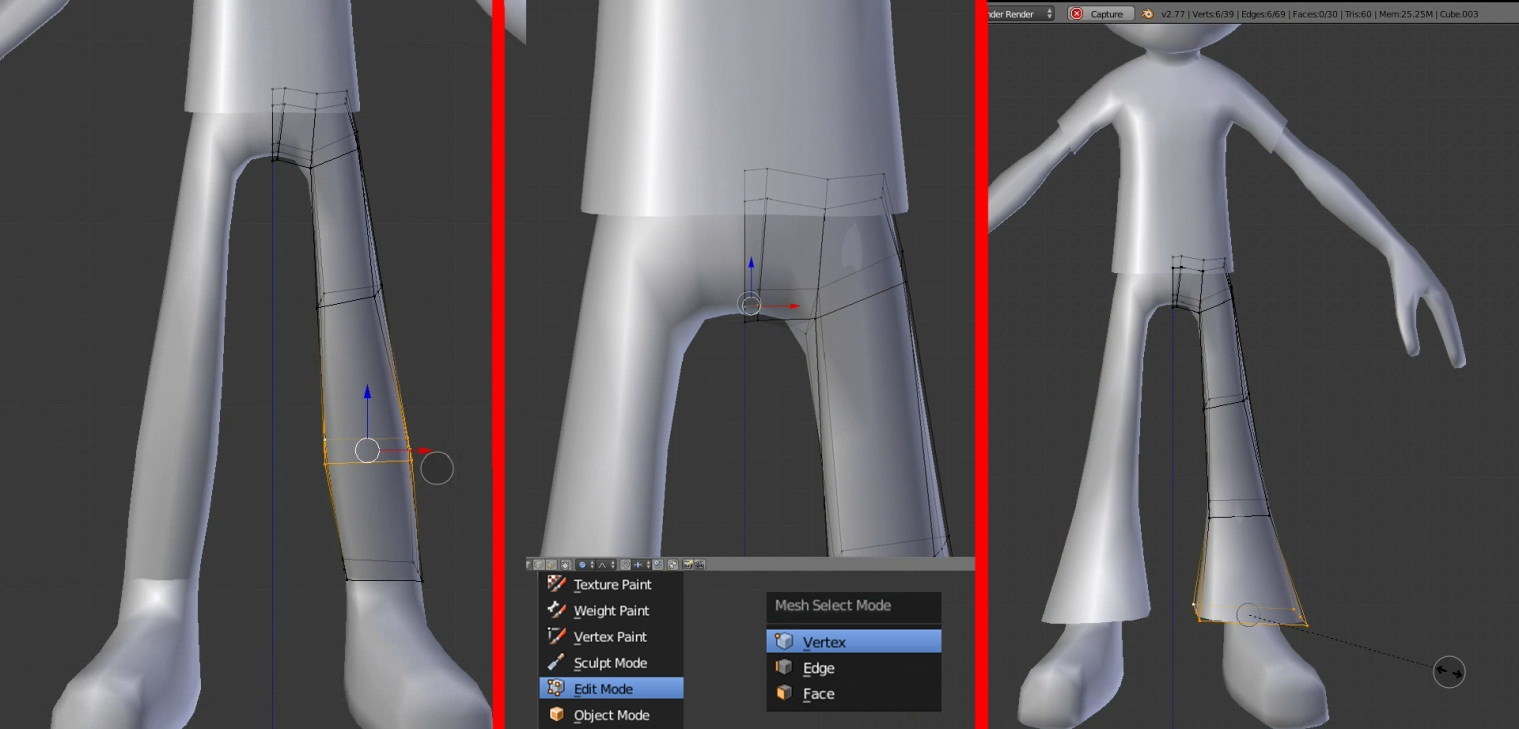 Texture Paint
Weight Paint
Vertex Paint
Sculpt Mode
Edit Mode
Object Mode
Mesh Select Mode
Vertex
Edge
Face
Render Capture
v2.77 | Verts:6/39 | Edges:6/69 | Faces:0/30 | Tris:60 | Mem:25.25M | Cube.003